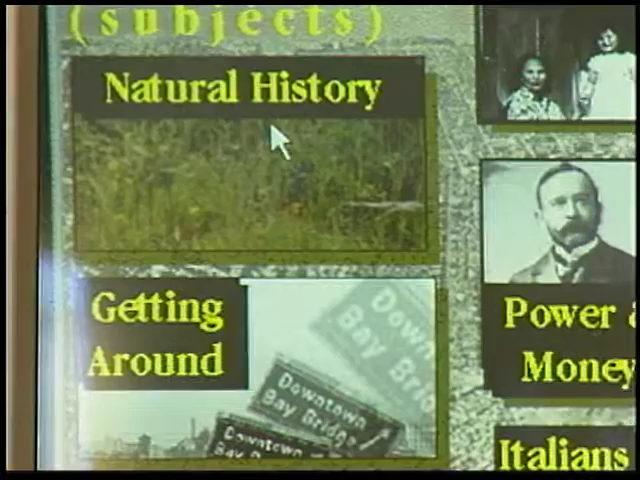 (subjects)
Natural History
Getting
Around
Downtown
Bay Bridge
Downtown
Bay Bridge
Downtown
Power
Money
Italians